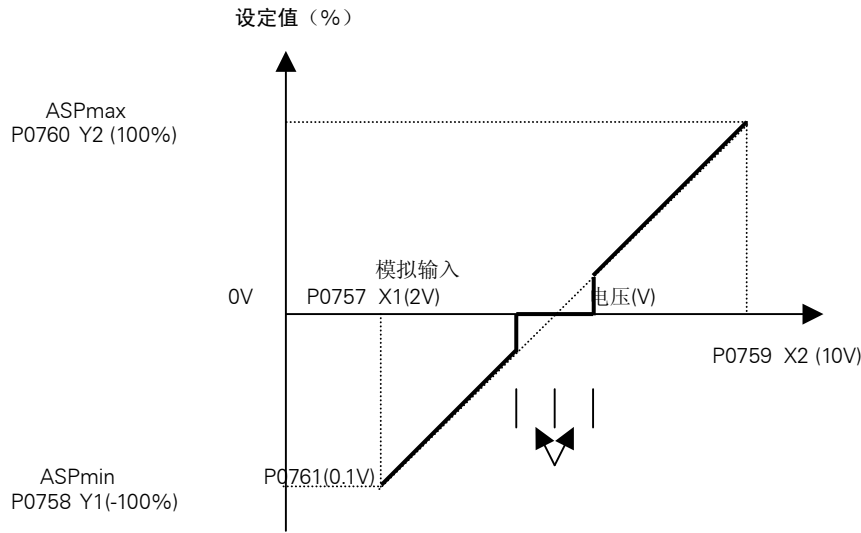 设定值（%）
ASPmax
P0760 Y2 (100%)
模拟输入
0V
P0757 X1(2V)
电压(V)
P0759 X2 (10V)
ASPmin
P0761(0.1V)
P0758 Y1(-100%)